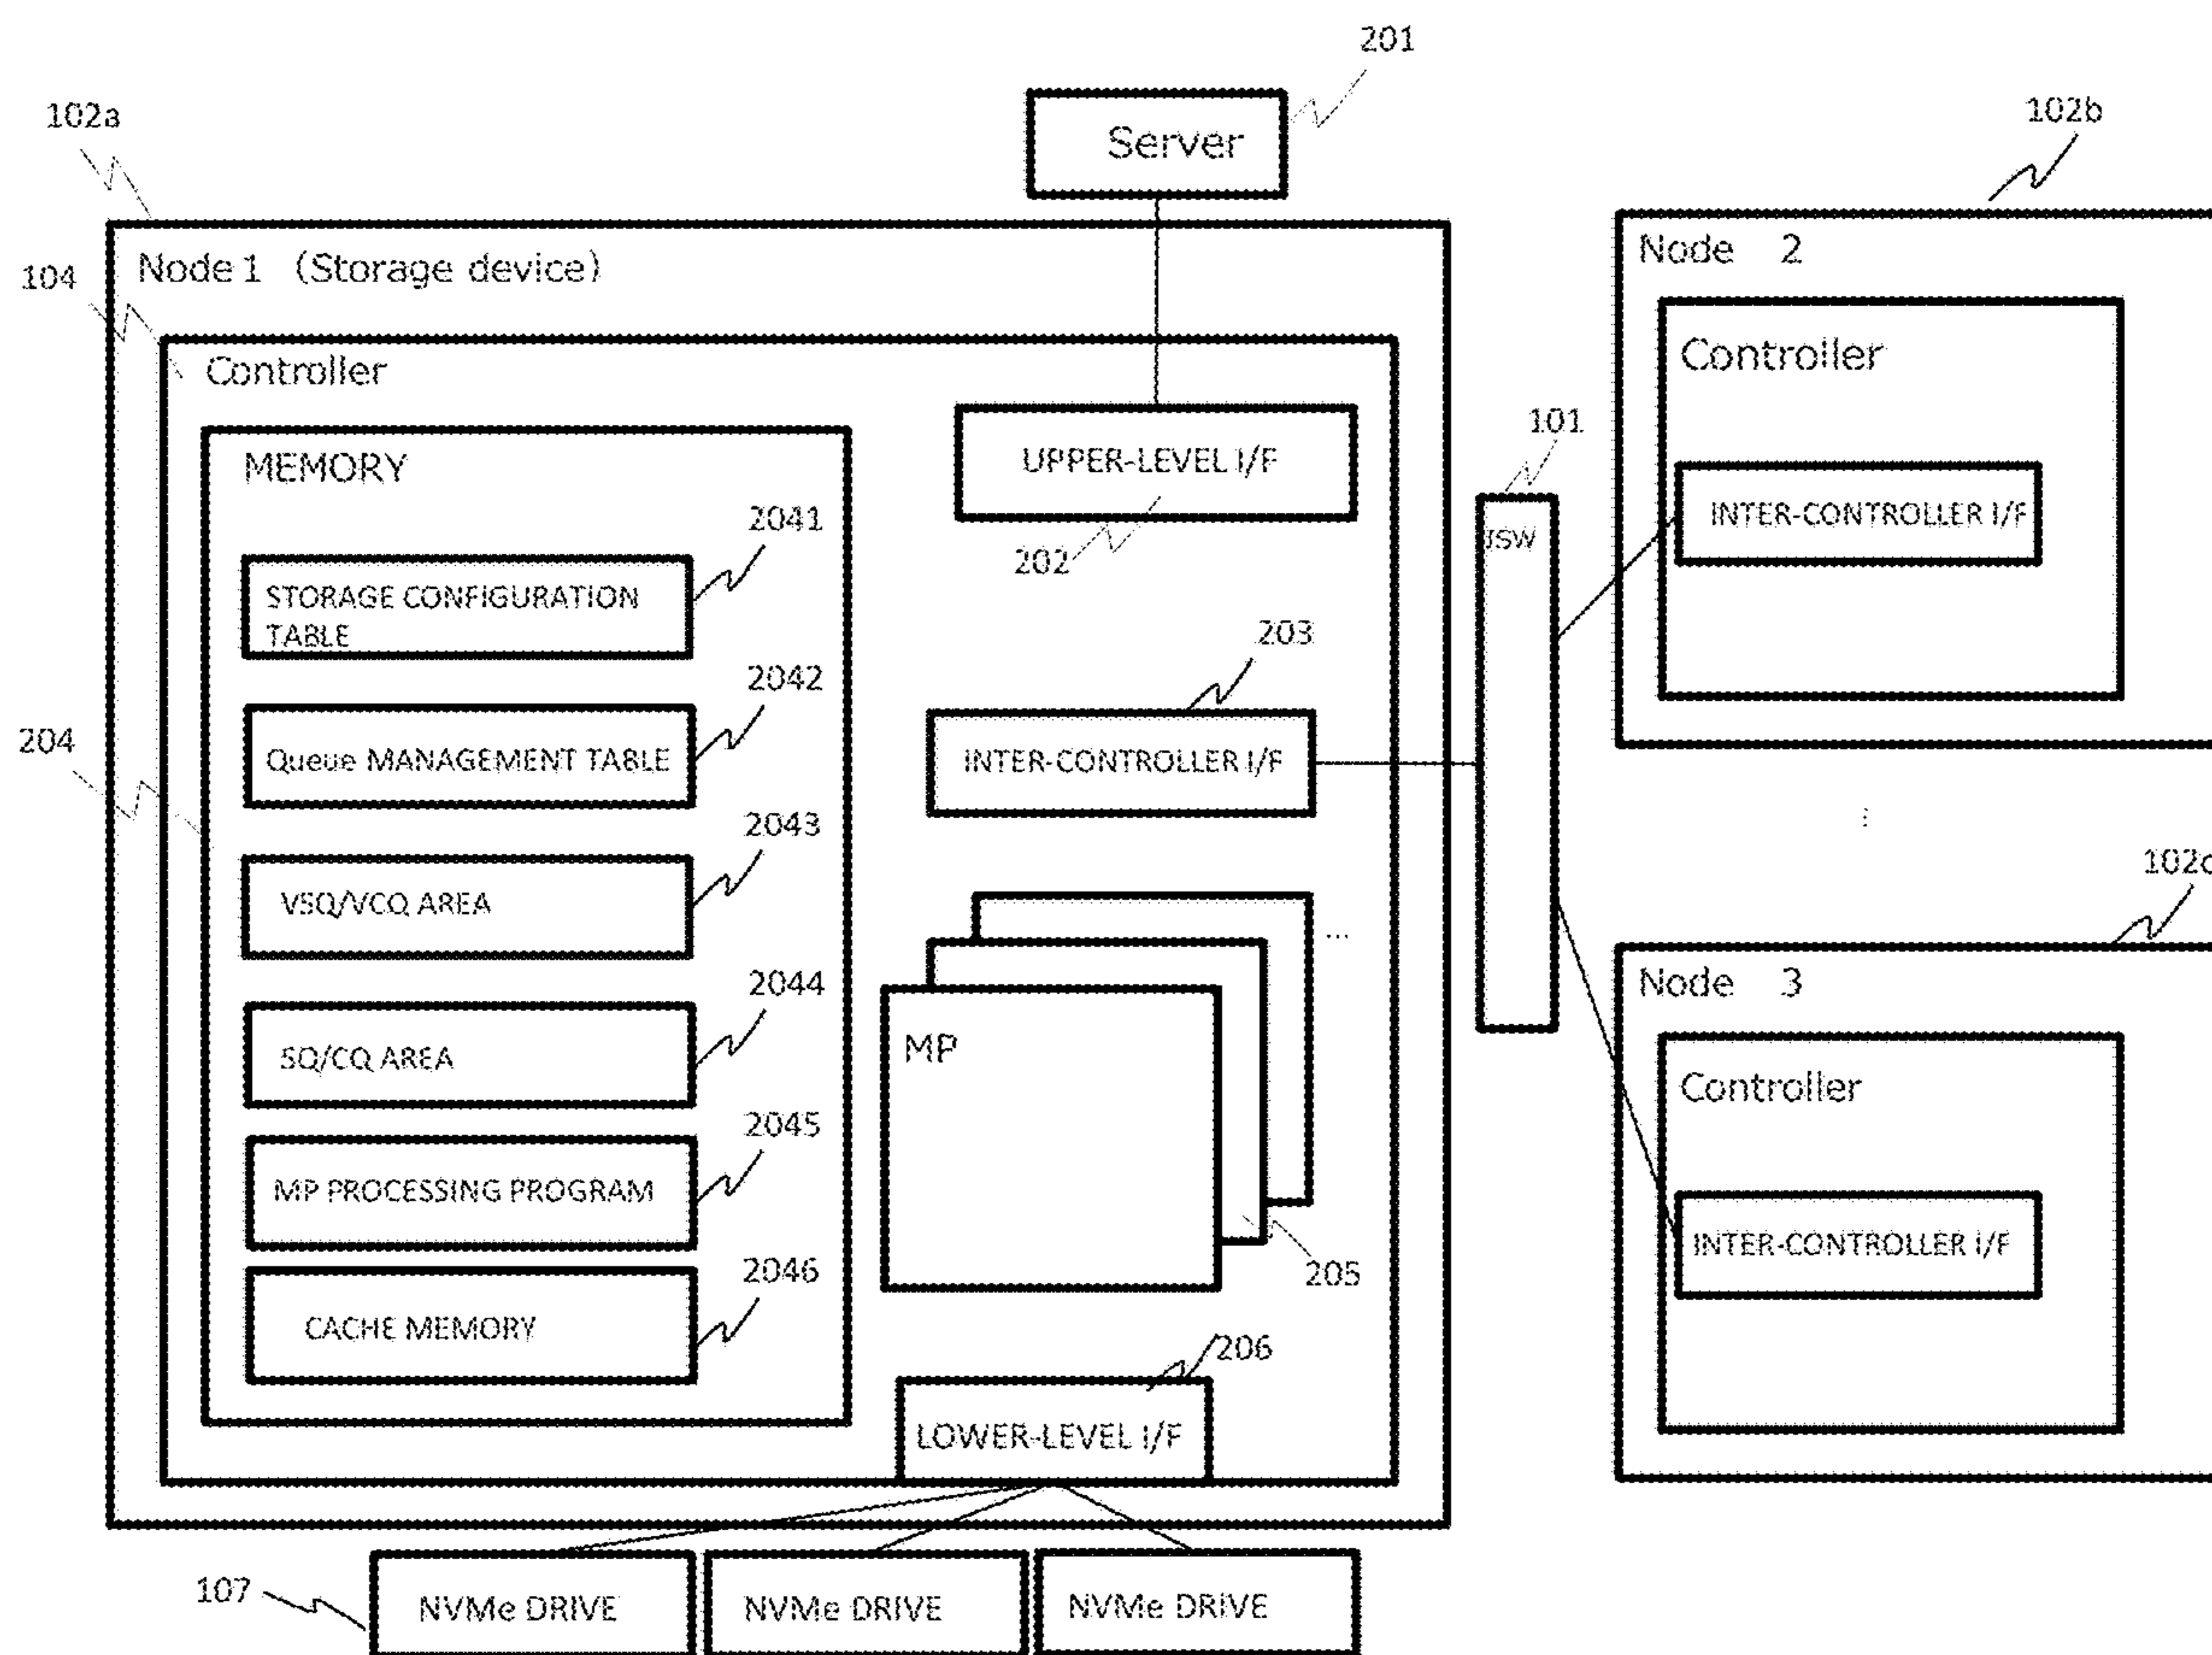 201
102a
Server
102b
Node 1 (Storage device)
Node 2
104
Controller
Controller
MEMORY
UPPER-LEVEL I/F
101
2041
202
INTER-CONTROLLER I/F
STORAGE CONFIGURATION
TABLE
203
2042
204
Queue MANAGEMENT TABLE
INTER-CONTROLLER I/F
2043
⋮
102c
VSQ/VCQ AREA
...
2044
Node 3
MP
SQ/CQ AREA
Controller
2045
MP PROCESSING PROGRAM
INTER-CONTROLLER I/F
2046
205
CACHE MEMORY
206
LOWER-LEVEL I/F
107
NVMe DRIVE
NVMe DRIVE
NVMe DRIVE